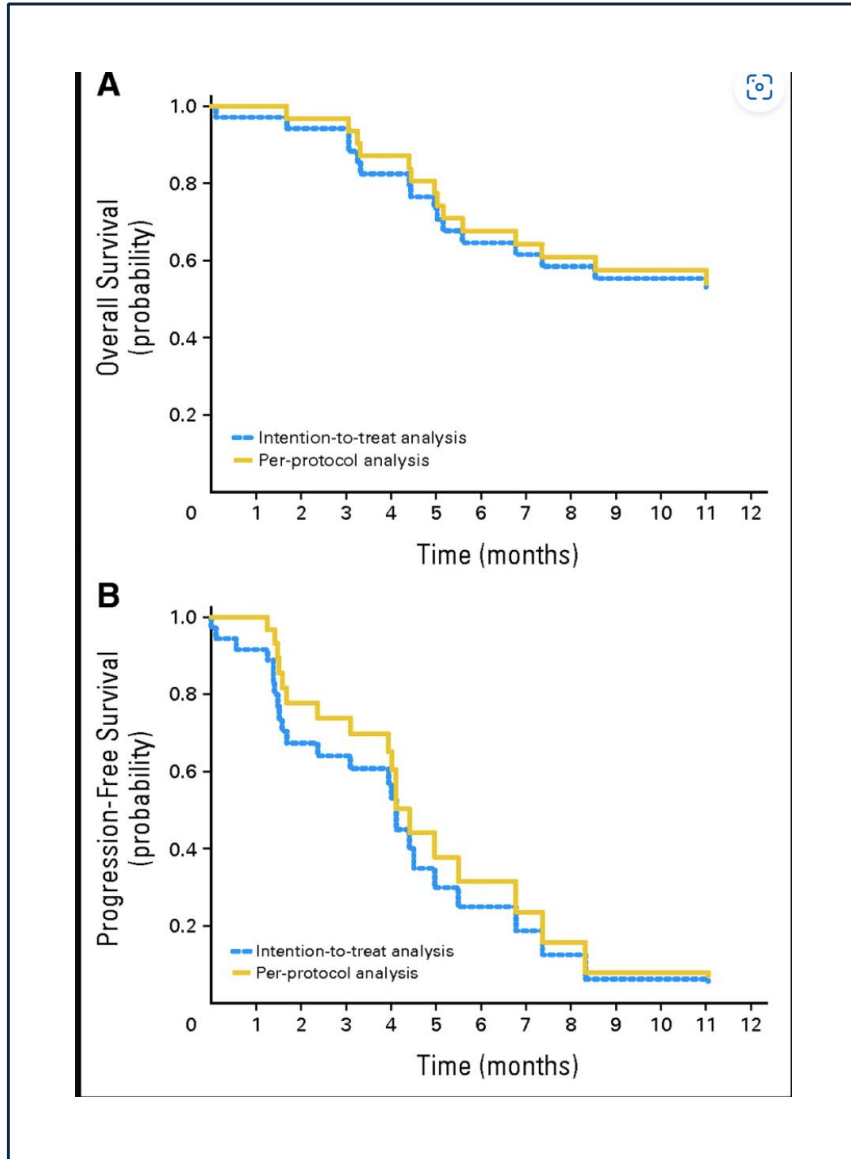 A
Overall Survival
(probability)
1.0
0.8
0.6
0.4
0.2
Intention-to-treat analysis
Per-protocol analysis
0 1 2 3 4 5 6 7 8 9 10 11 12
Time (months)
B
Progression-Free Survival
(probability)
1.0
0.8
0.6
0.4
0.2
Intention-to-treat analysis
Per-protocol analysis
0 1 2 3 4 5 6 7 8 9 10 11 12
Time (months)